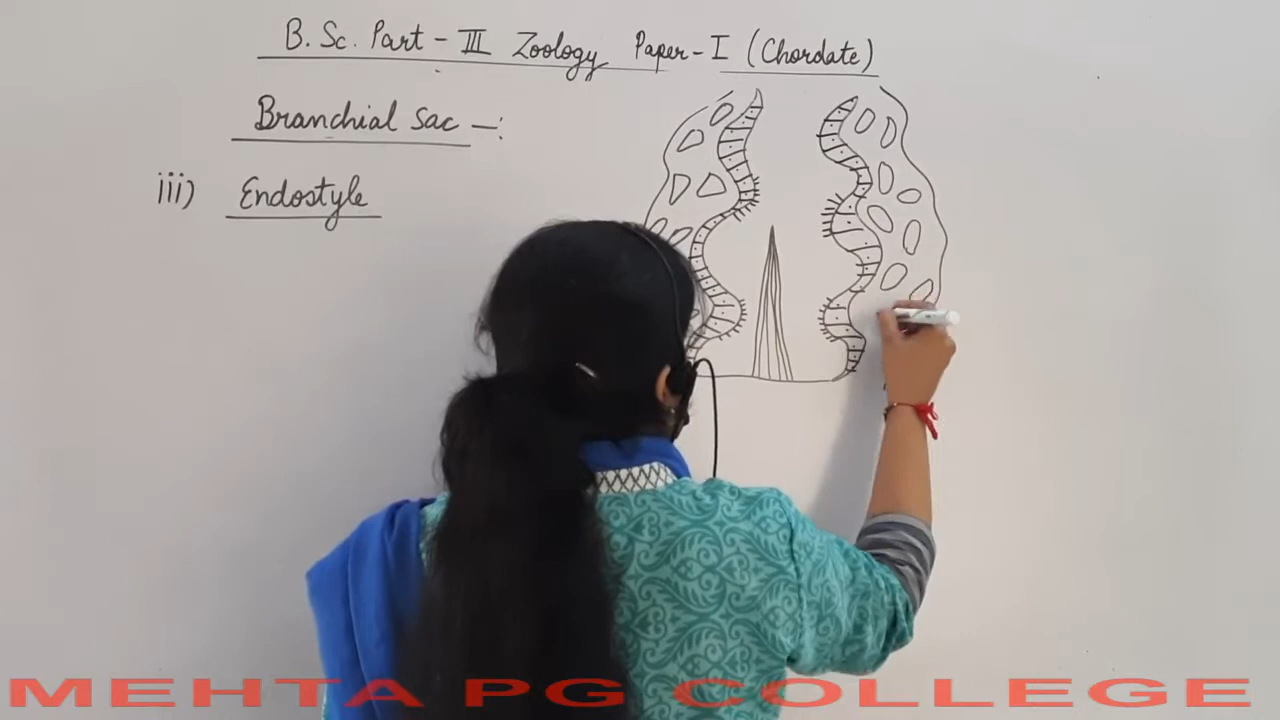 B. Sc. Part - III Zoology Paper - I (Chordate)
Branchial Sac -:
iii) Endostyle
MEHTA PG COLLEGE